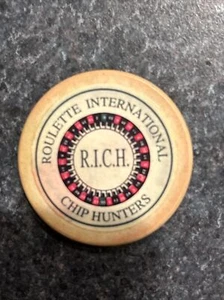 ROULETTE INTERNATIONAL
R.I.C.H.
CHIP HUNTERS